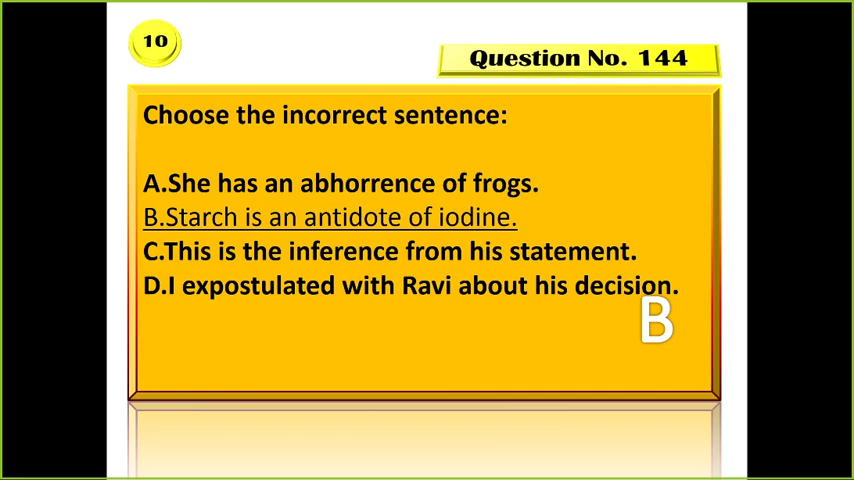 10
Question No. 144
Choose the incorrect sentence:
A.She has an abhorrence of frogs.
B.Starch is an antidote of iodine.
C.This is the inference from his statement.
D.I expostulated with Ravi about his decision.
B